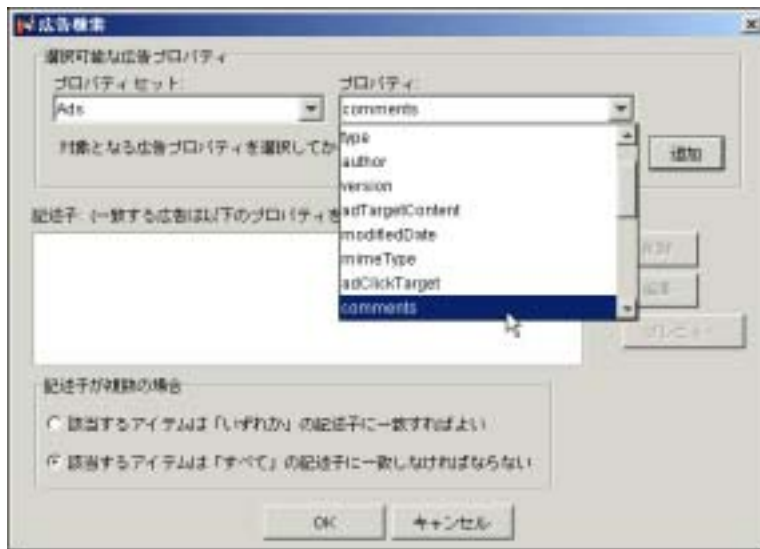 広告検索
選択可能な広告プロパティ
プロパティ セット:
プロパティ:
Ads
comments
対象となる広告プロパティを選択してか
追加
type
author
version
adTargetContent
modifiedDate
mimeType
adClickTarget
comments
記述子: (一致する広告は以下のプロパティを
削除
編集
プレビュー
記述子が複数の場合
該当するアイテムは「いずれか」の記述子に一致すればよい
該当するアイテムは「すべて」の記述子に一致しなければならない
OK
キャンセル